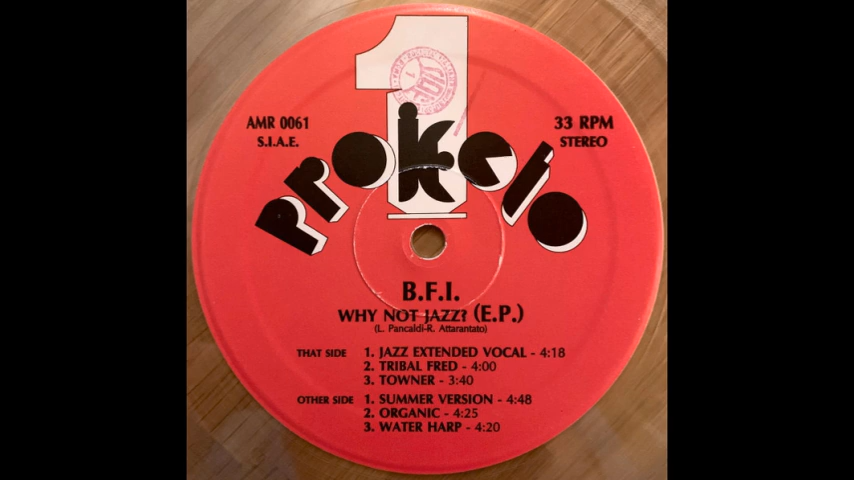 1
AMR 0061
S.I.A.E.
33 RPM
STEREO
proketo
B.F.I.
WHY NOT JAZZ? (E.P.)
(L. Pancaldi-R. Attarantato)
THAT SIDE 1. JAZZ EXTENDED VOCAL - 4:18
2. TRIBAL FRED - 4:00
3. TOWNER - 3:40
OTHER SIDE 1. SUMMER VERSION - 4:48
2. ORGANIC - 4:25
3. WATER HARP - 4:20